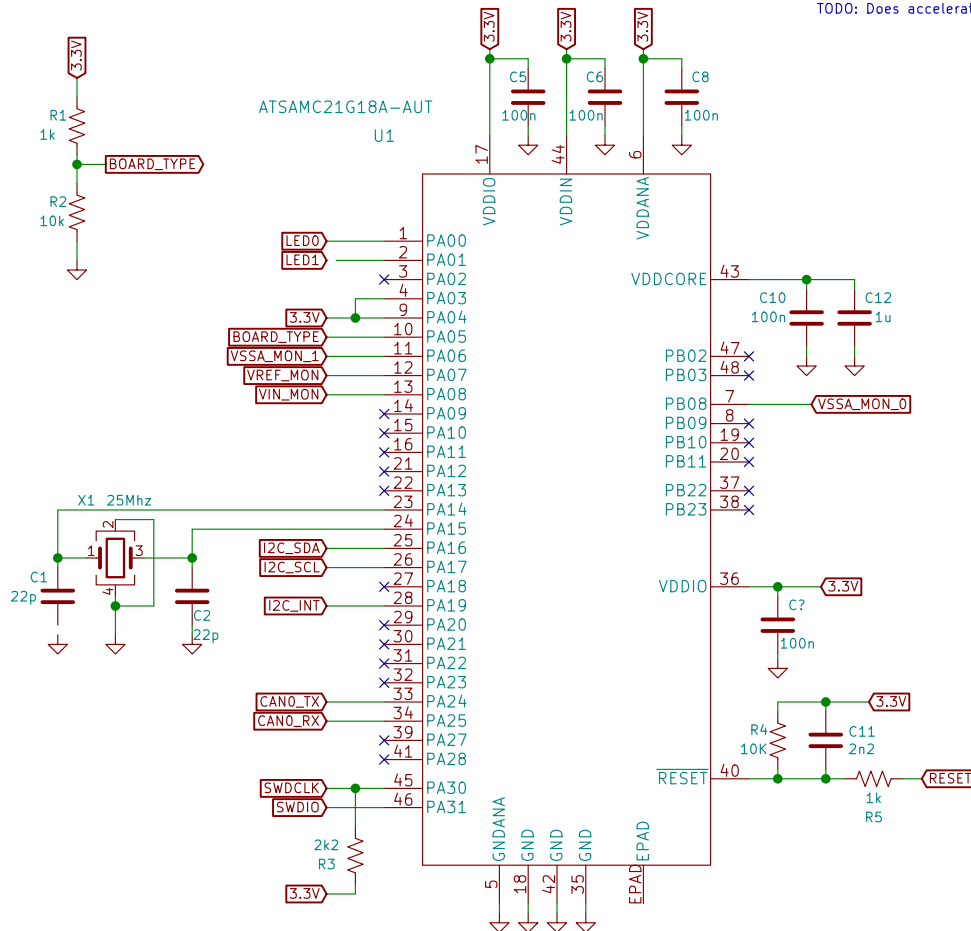 TODO: Does accelerat
3.3V
3.3V
3.3V
3.3V
R1
1k
BOARD_TYPE
R2
10k
ATSAMC21G18A-AUT
U1
C5
100n
C6
100n
C8
100n
17
44
6
VDDIO
VDDIN
VDDANA
LED0
1
PA00
LED1
2
PA01
3
PA02
4
PA03
3.3V
9
PA04
BOARD_TYPE
10
PA05
VSSA_MON_1
11
PA06
VREF_MON
12
PA07
VIN_MON
13
PA08
14
PA09
15
PA10
16
PA11
21
PA12
22
PA13
23
PA14
24
PA15
I2C_SDA
25
PA16
I2C_SCL
26
PA17
27
PA18
I2C_INT
28
PA19
29
PA20
30
PA21
31
PA22
32
PA23
CAN0_TX
33
PA24
CAN0_RX
34
PA25
39
PA27
41
PA28
SWDCLK
45
PA30
SWDIO
46
PA31
2k2
R3
3.3V
X1 25Mhz
2
1
3
4
C1
22p
C2
22p
VDDCORE
43
C10
100n
C12
1u
PB02
47
PB03
48
PB08
7
VSSA_MON_0
PB09
8
PB10
19
PB11
20
PB22
37
PB23
38
VDDIO
36
3.3V
C?
100n
3.3V
R4
10K
C11
2n2
RESET
40
RESET
1k
R5
GNDANA
GND
GND
GND
EPAD
5
18
42
35
EPAD